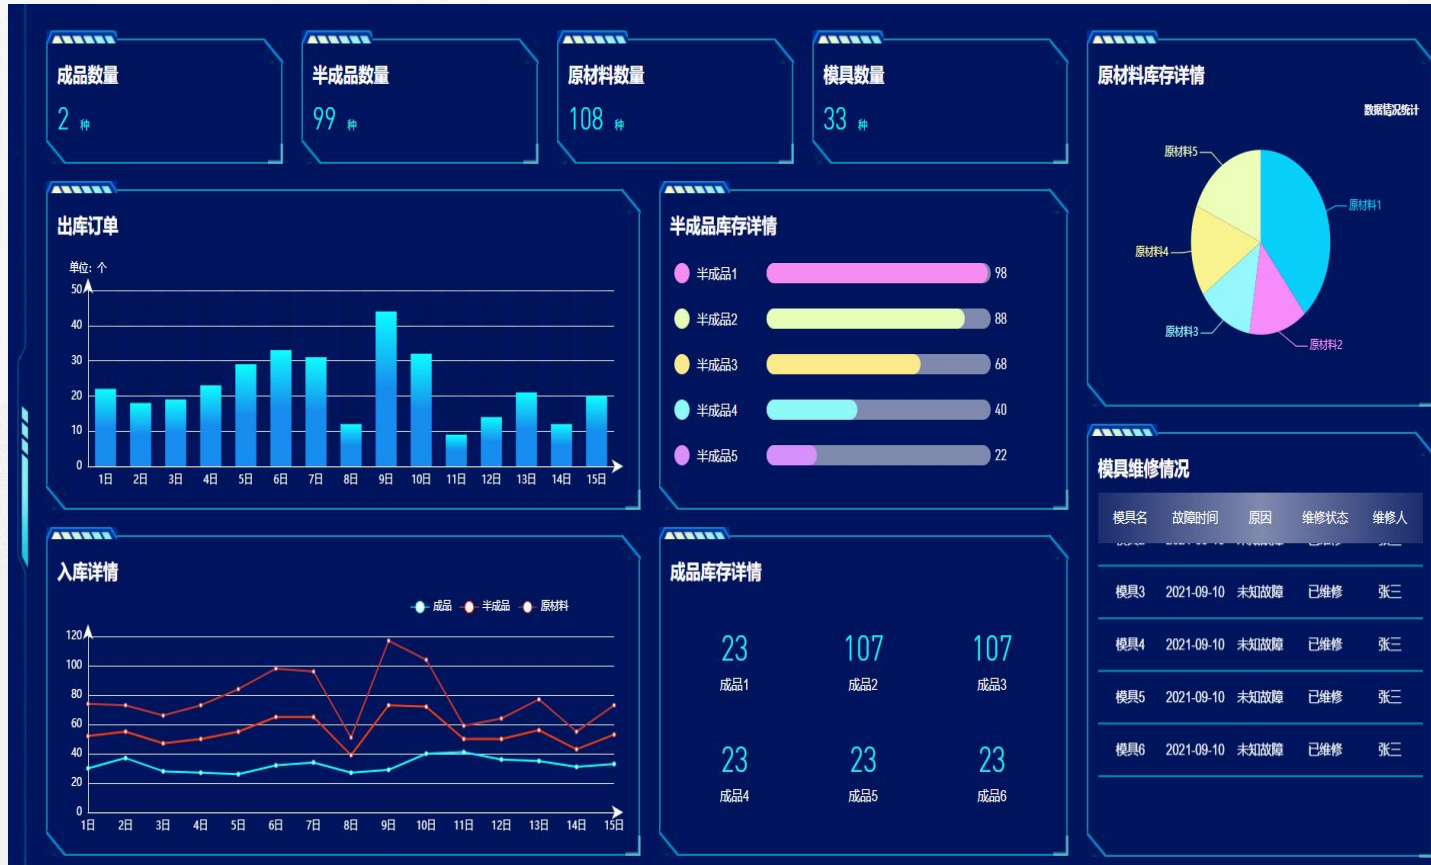 成品数量
2 种
半成品数量
99 种
原材料数量
108 种
模具数量
33 种
原材料库存详情
数据情况统计
原材料5
原材料1
原材料4
原材料3
原材料2
出库订单
单位: 个
50
40
30
20
10
0
1日 2日 3日 4日 5日 6日 7日 8日 9日 10日 11日 12日 13日 14日 15日
半成品库存详情
半成品1 98
半成品2 88
半成品3 68
半成品4 40
半成品5 22
模具维修情况
模具名 故障时间 原因 维修状态 维修人
模具3 2021-09-10 未知故障 已维修 张三
模具4 2021-09-10 未知故障 已维修 张三
模具5 2021-09-10 未知故障 已维修 张三
模具6 2021-09-10 未知故障 已维修 张三
入库详情
成品 半成品 原材料
120
100
80
60
40
20
0
1日 2日 3日 4日 5日 6日 7日 8日 9日 10日 11日 12日 13日 14日 15日
成品库存详情
23 107 107
成品1 成品2 成品3
23 23 23
成品4 成品5 成品6